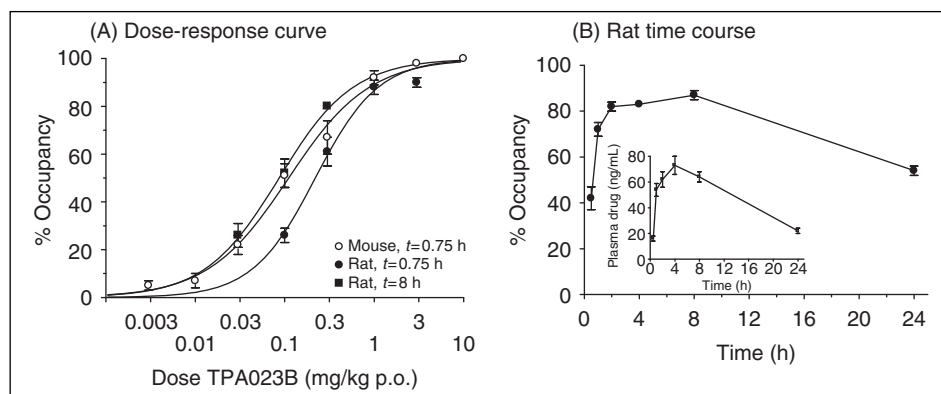 (A) Dose-response curve
100
80
60
40
20
0
% Occupancy
Mouse, t=0.75 h
Rat, t=0.75 h
Rat, t=8 h
0.003 0.03 0.3 3
0.01 0.1 1 10
Dose TPA023B (mg/kg p.o.)
(B) Rat time course
100
80
60
40
20
0
% Occupancy
80
60
40
20
0
Plasma drug (ng/mL)
0 4 8 12 16 20 24
Time (h)
0 4 8 12 16 20 24
Time (h)